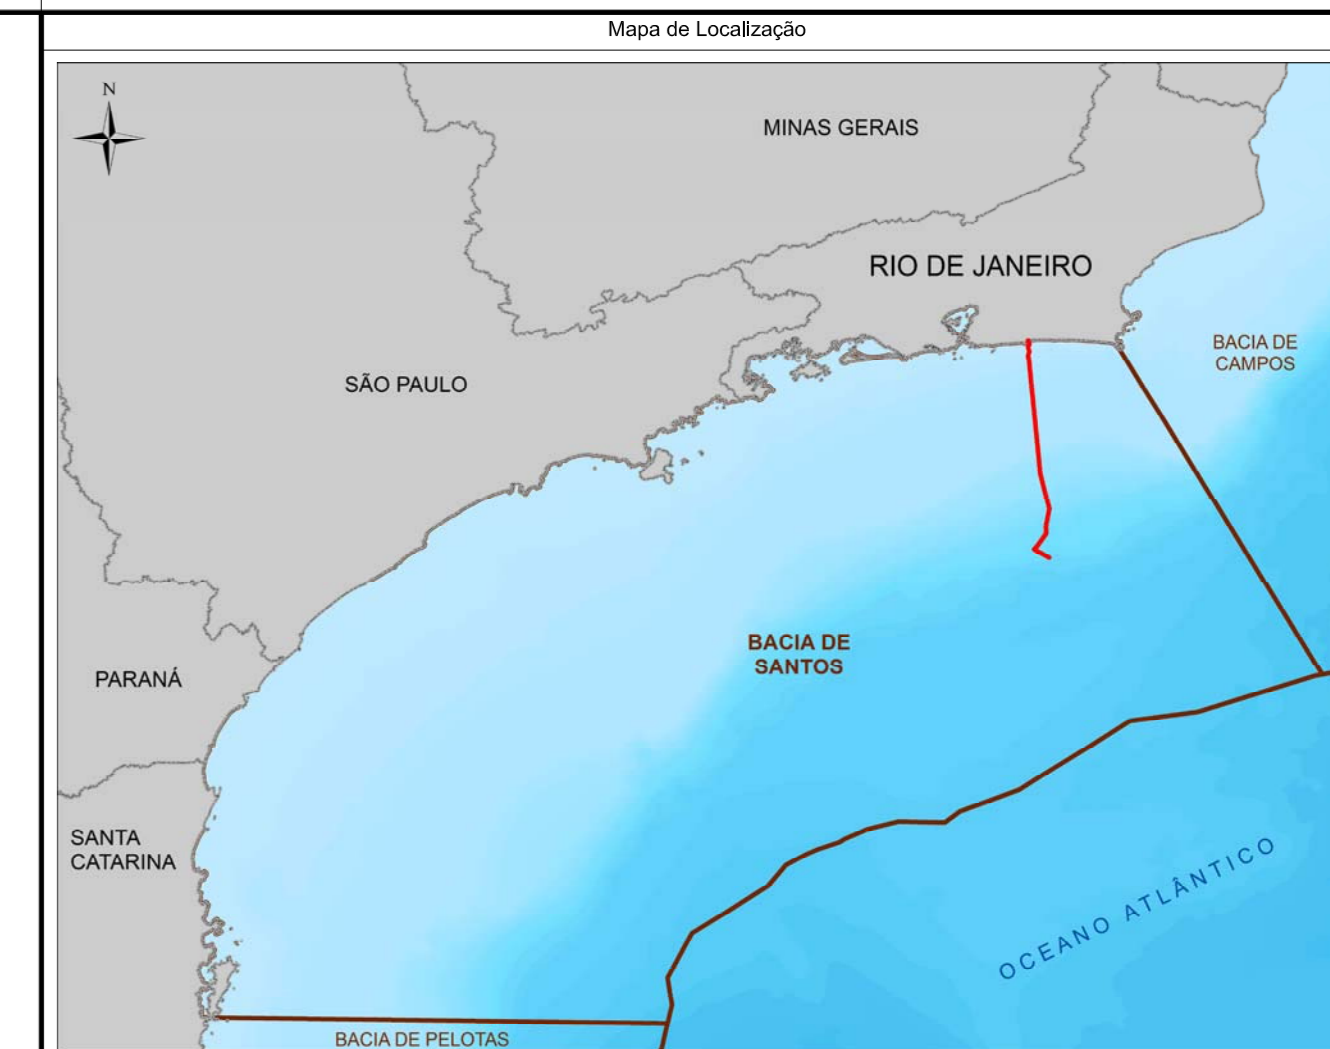 Mapa de Localização
N
MINAS GERAIS
RIO DE JANEIRO
BACIA DE
CAMPOS
SÃO PAULO
BACIA DE
SANTOS
PARANÁ
SANTA
CATARINA
OCEANO ATLÂNTICO
BACIA DE PELOTAS